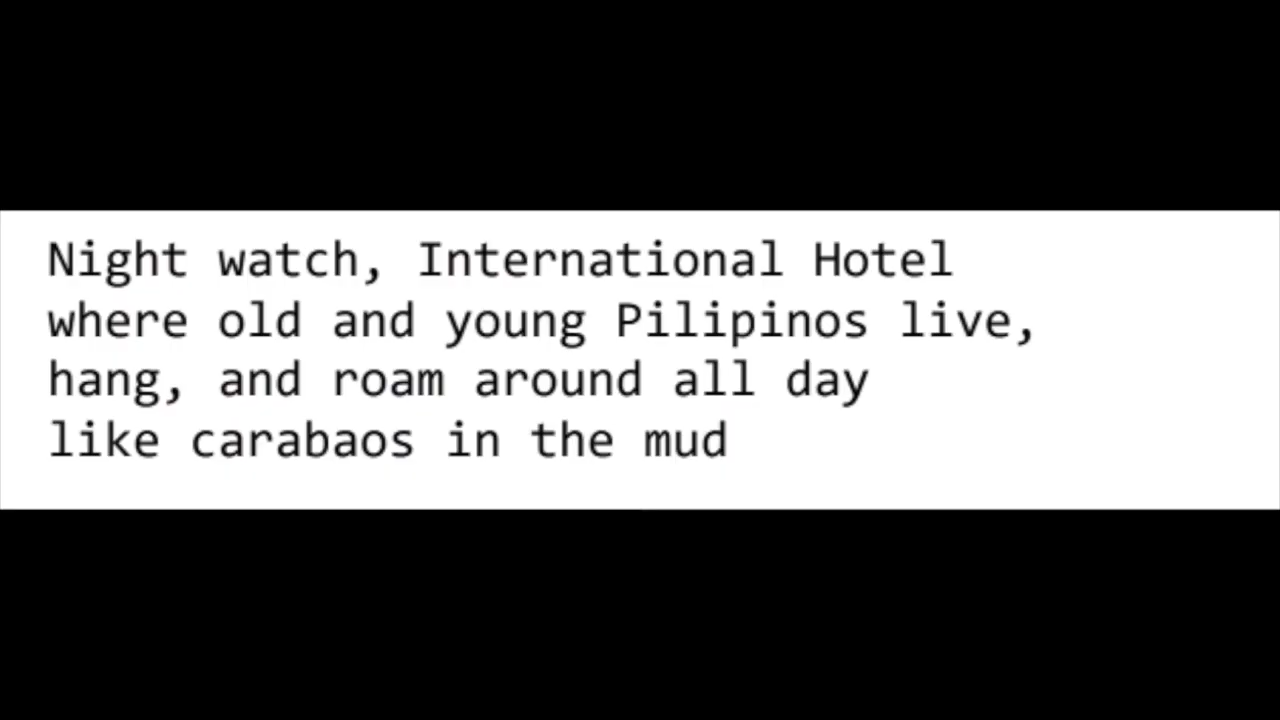 Night watch, International Hotel
where old and young Pilipinos live,
hang, and roam around all day
like carabaos in the mud